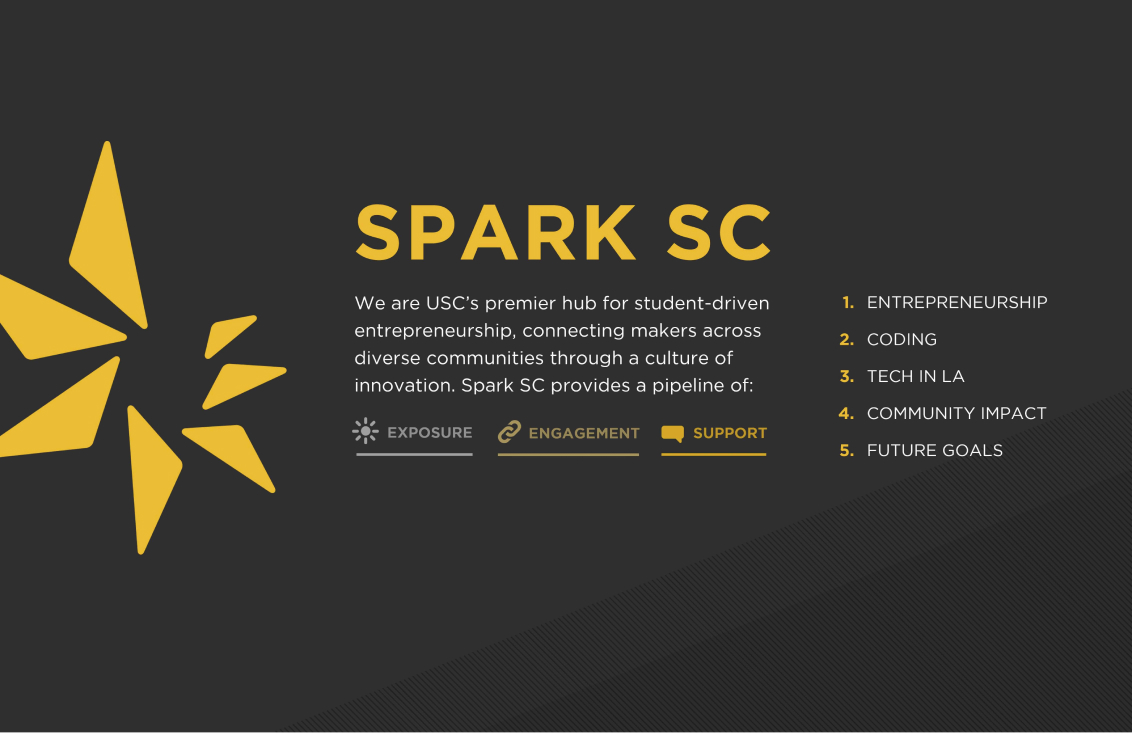 SPARK SC
We are USC’s premier hub for student-driven
entrepreneurship, connecting makers across
diverse communities through a culture of
innovation. Spark SC provides a pipeline of:
EXPOSURE ENGAGEMENT SUPPORT
1. ENTREPRENEURSHIP
2. CODING
3. TECH IN LA
4. COMMUNITY IMPACT
5. FUTURE GOALS